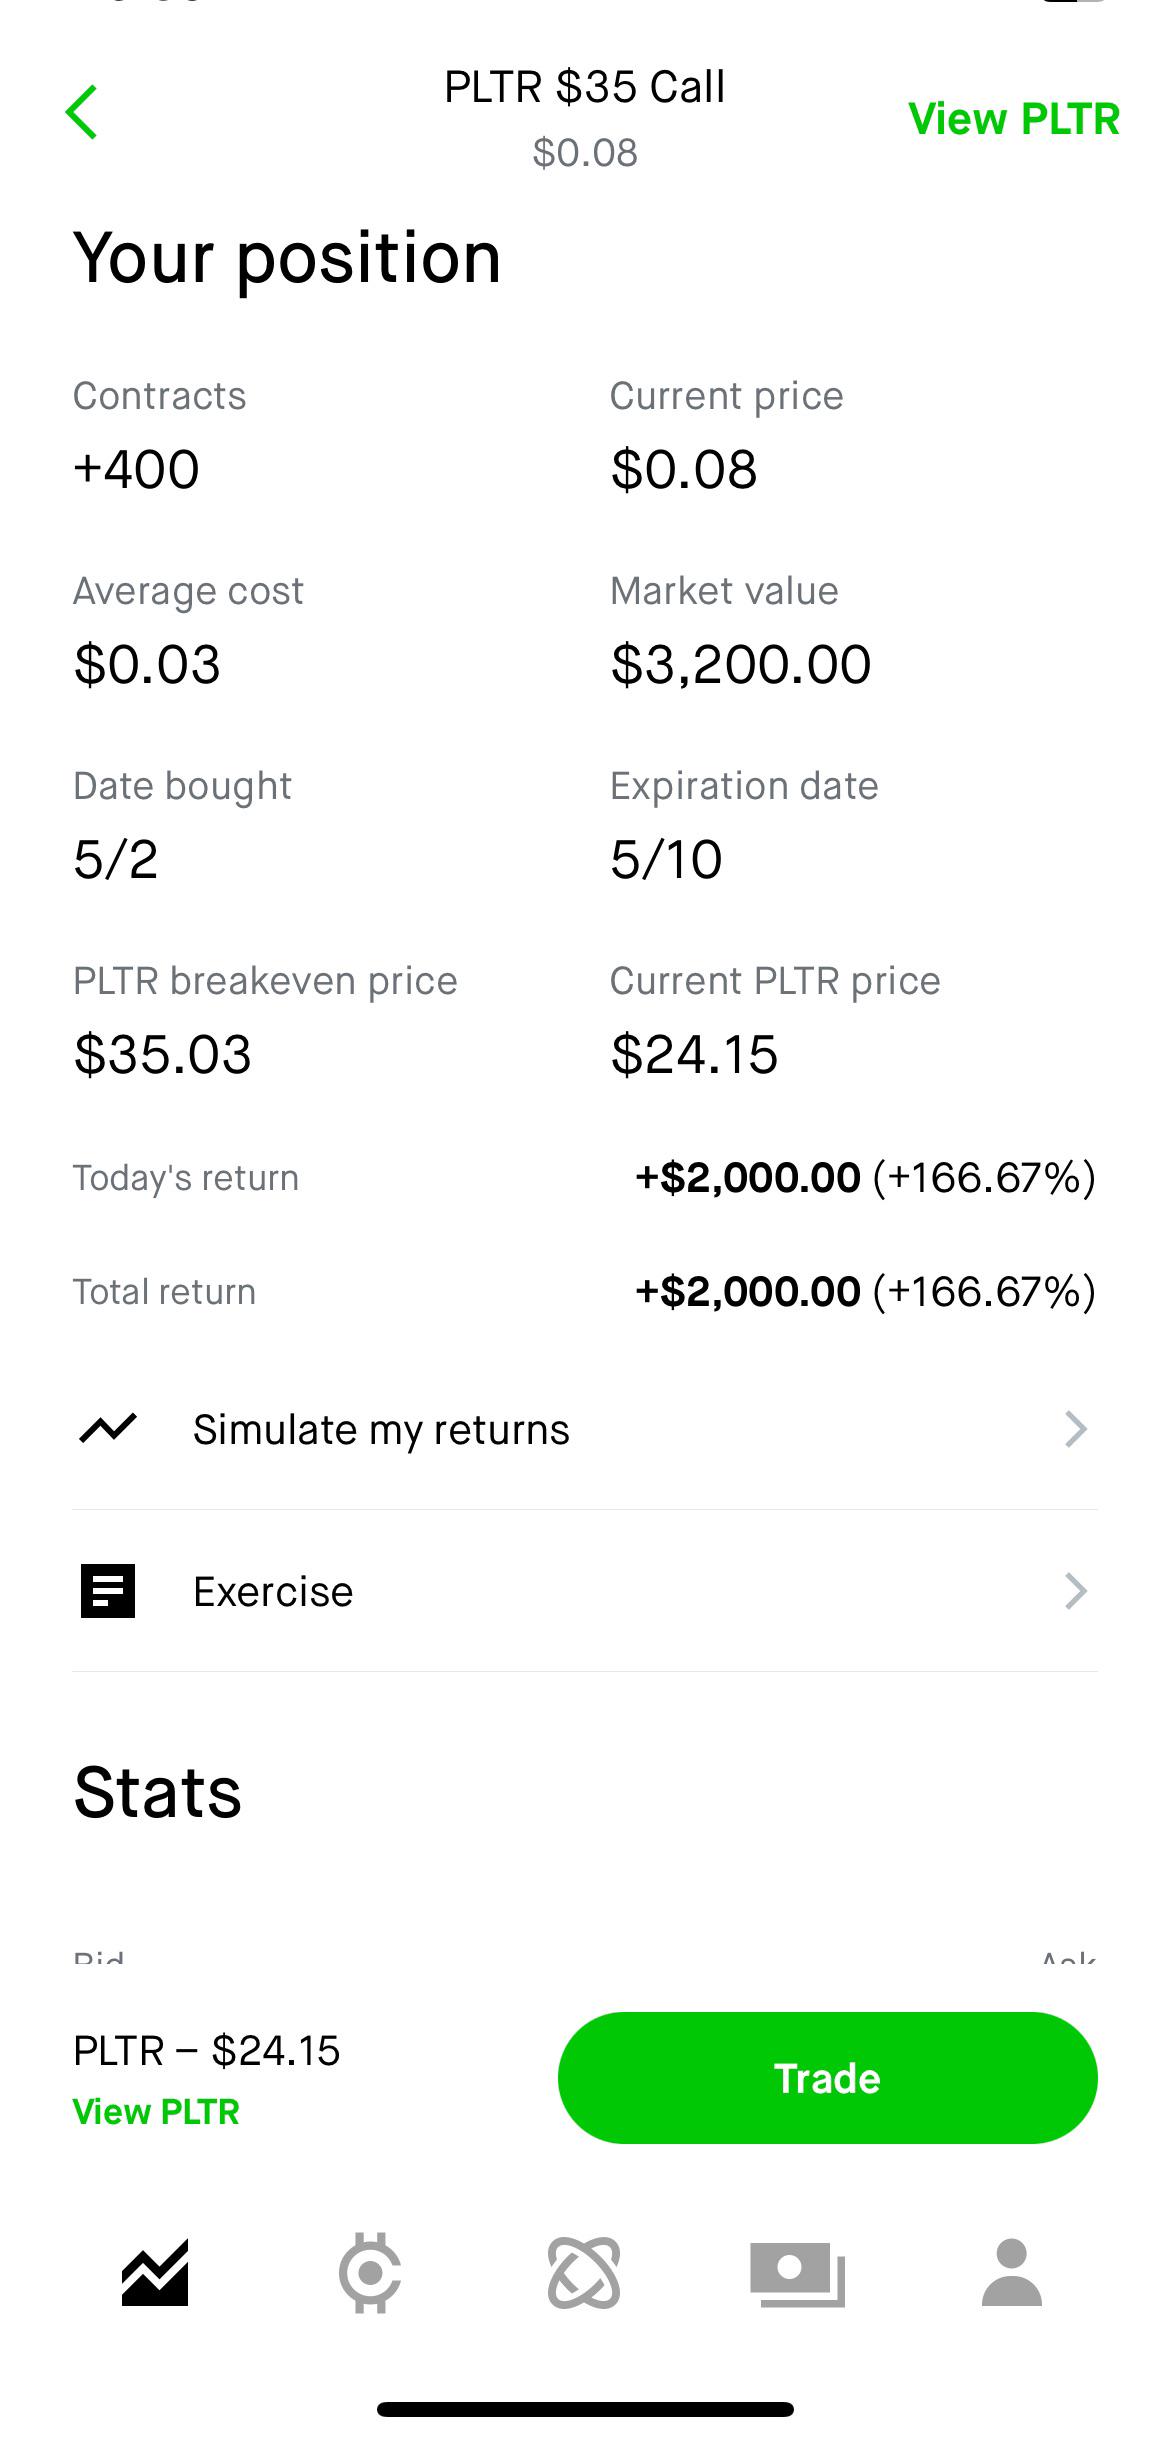 PLTR $35 Call
$0.08
View PLTR
Your position
Contracts
+400
Current price
$0.08
Average cost
$0.03
Market value
$3,200.00
Date bought
5/2
Expiration date
5/10
PLTR breakeven price
$35.03
Current PLTR price
$24.15
Today's return
+$2,000.00 (+166.67%)
Total return
+$2,000.00 (+166.67%)
Simulate my returns
Exercise
Stats
Bid
Ask
PLTR – $24.15
View PLTR
Trade